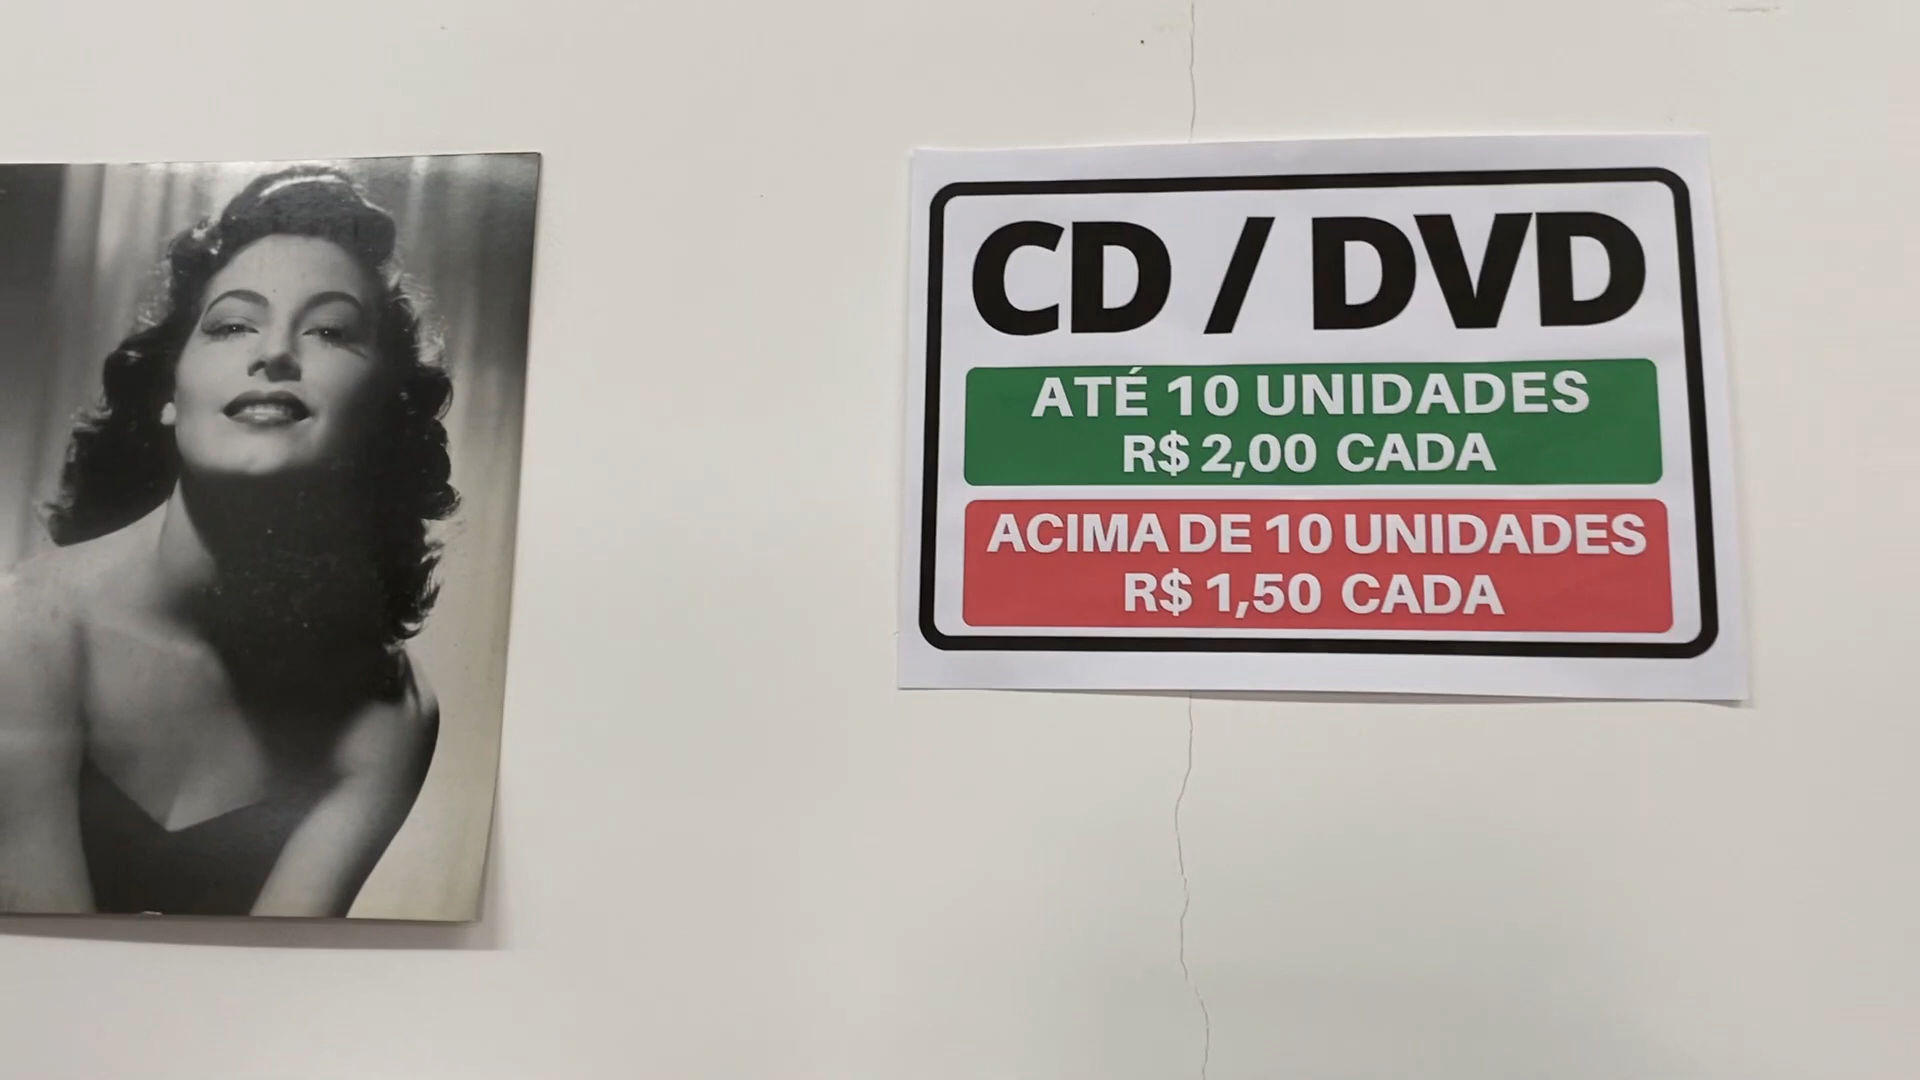 CD / DVD
ATÉ 10 UNIDADES
R$ 2,00 CADA
ACIMA DE 10 UNIDADES
R$ 1,50 CADA